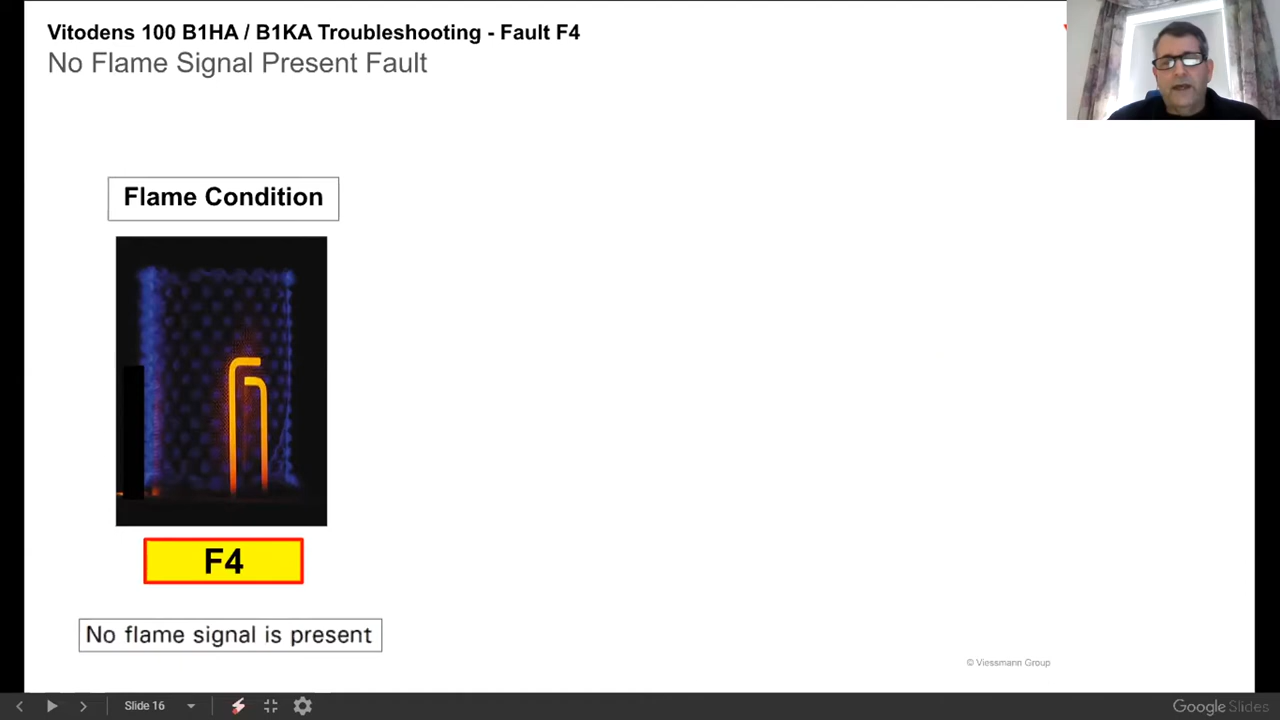 Vitodens 100 B1HA / B1KA Troubleshooting - Fault F4
No Flame Signal Present Fault
Flame Condition
F4
No flame signal is present
© Viessmann Group
Slide 16
Google Slides